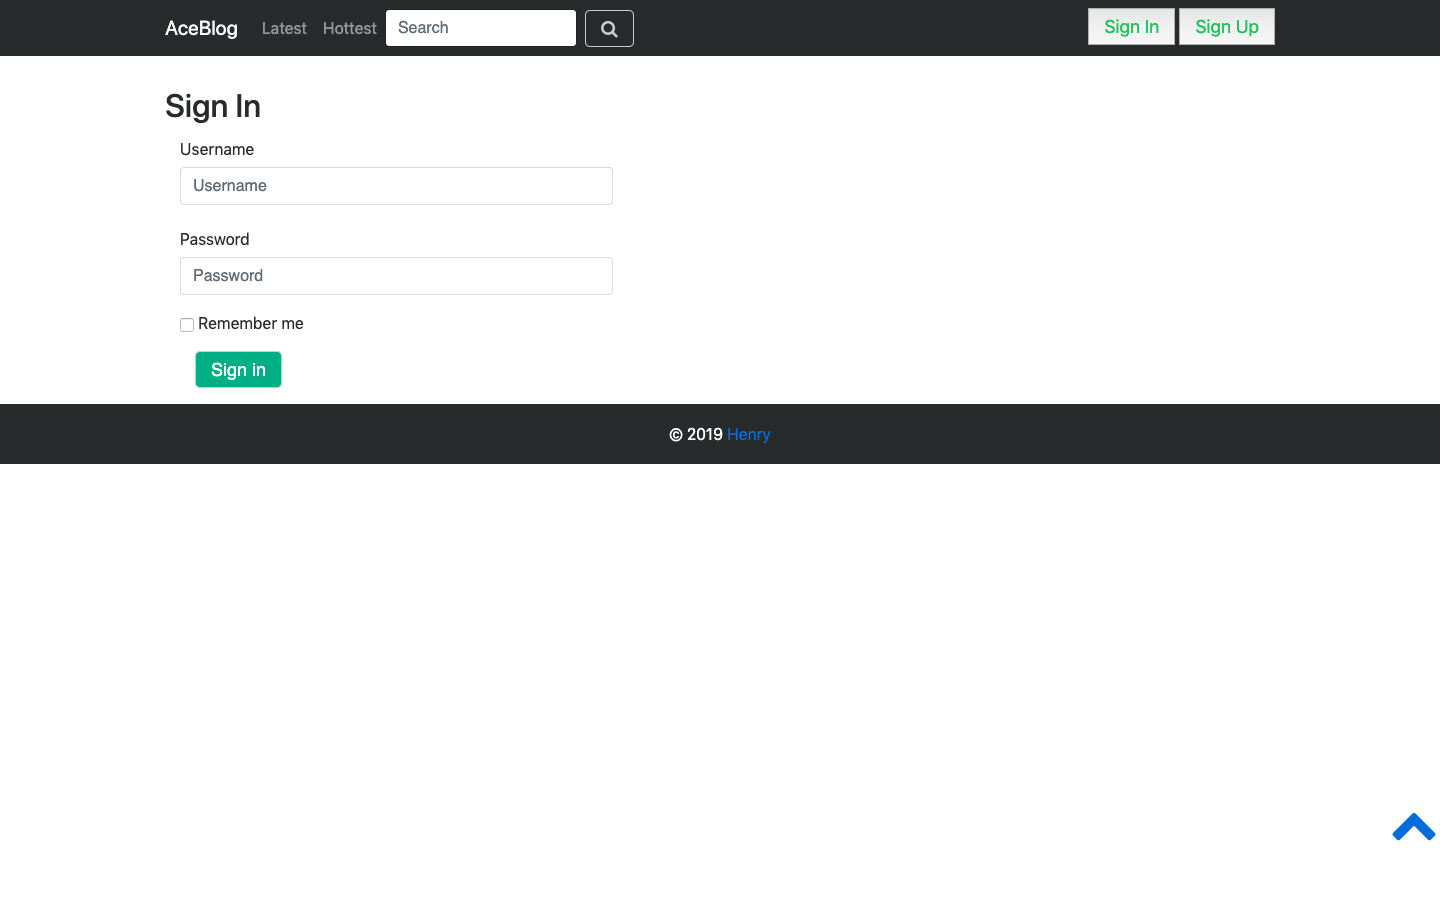 AceBlog Latest Hottest Search Sign In Sign Up
Sign In
Username
Username
Password
Password
Remember me
Sign in
© 2019 Henry